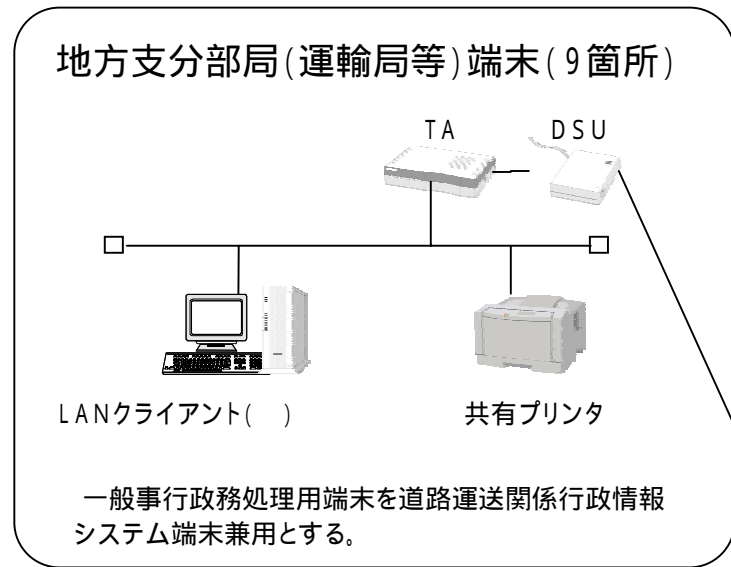 地方支分部局(運輸局等)端末(9箇所)
TA DSU
LANクライアント( ) 共有プリンタ
一般事行政務処理用端末を道路運送関係行政情報
システム端末兼用とする。